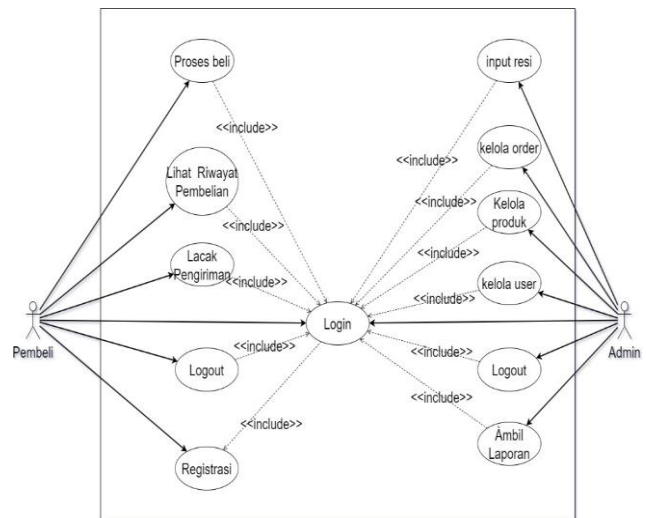 Proses beli
input resi
<<include>>
kelola order
<<include>>
Lihat Riwayat
Pembelian
<<include>>
<<include>>
Kelola
produk
<<include>>
Lacak
Pengiriman
<<include>>
kelola user
<<include>>
Login
Pembeli
Admin
Logout
<<include>>
<<include>>
Logout
<<include>>
<<include>>
Registrasi
Ambil
Laporan